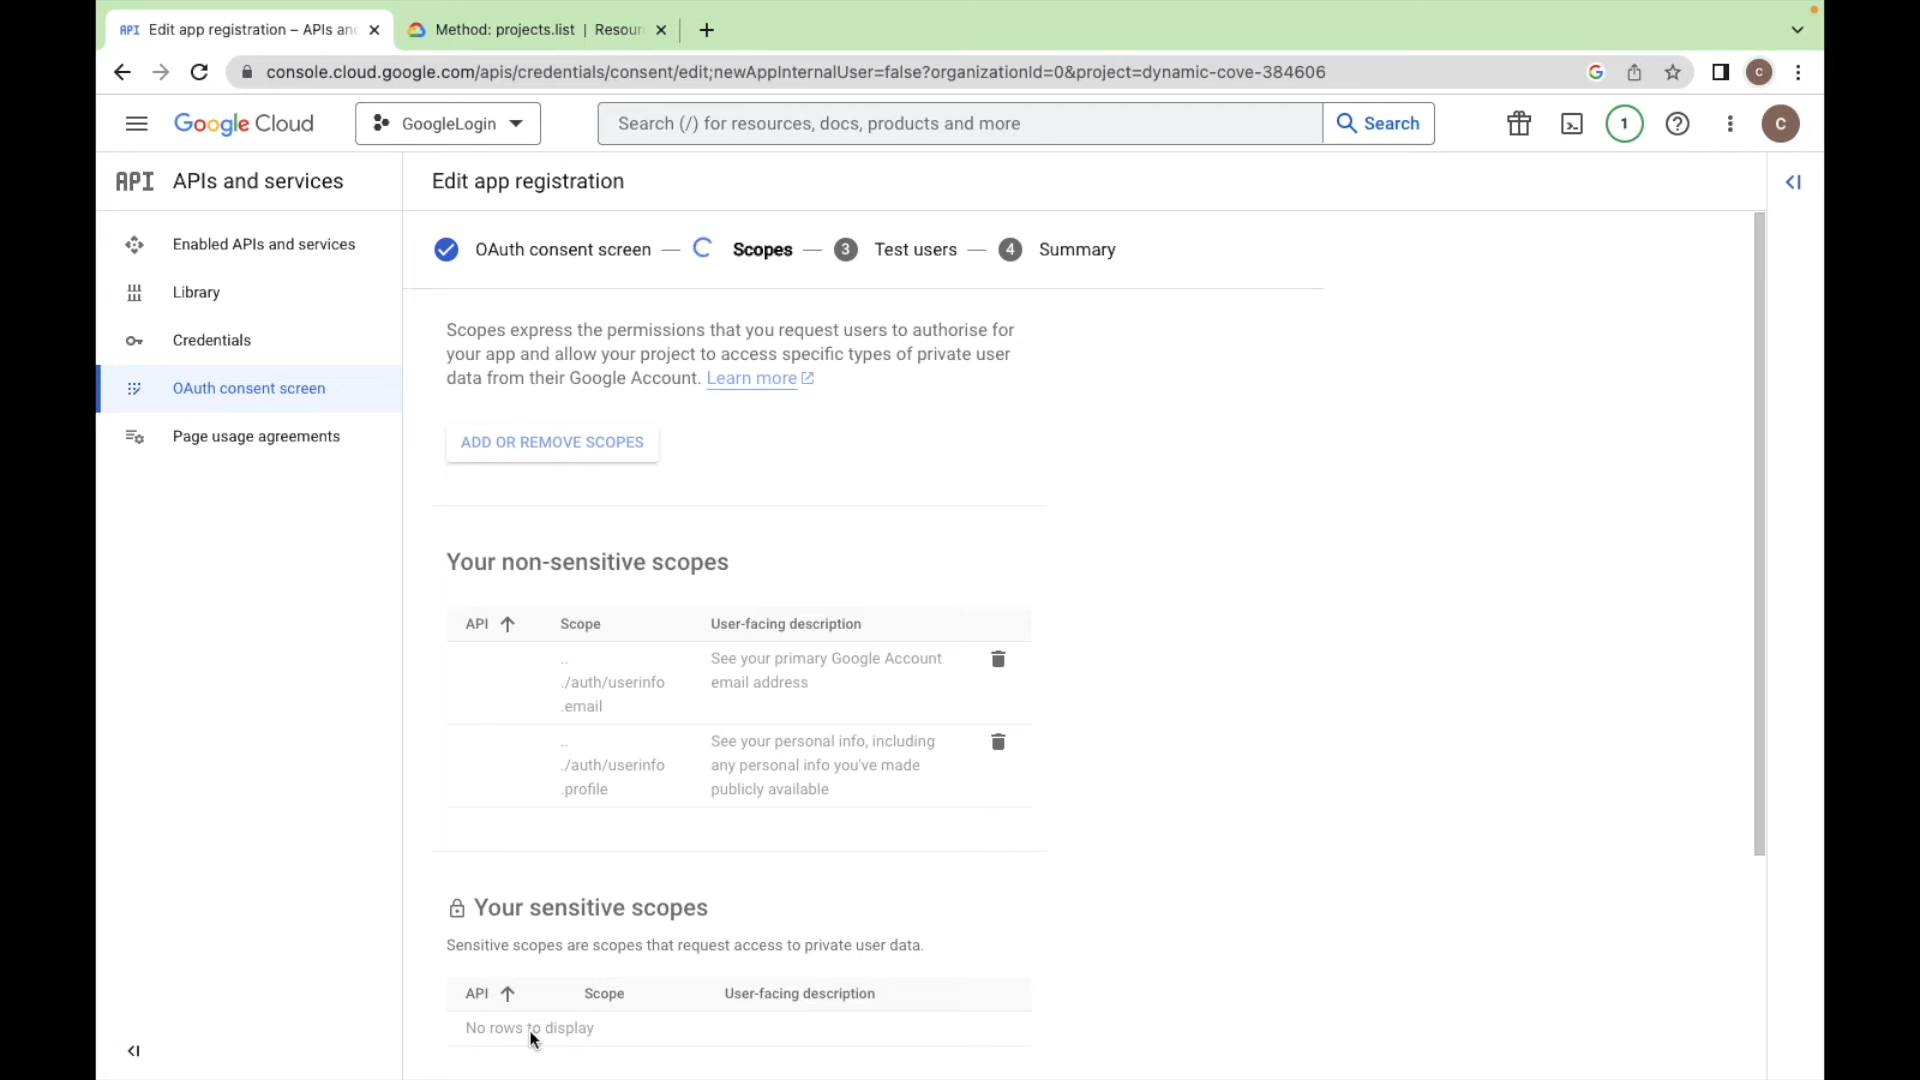 API Edit app registration – APIs an
Method: projects.list | Resour
console.cloud.google.com/apis/credentials/consent/edit;newAppInternalUser=false?organizationId=0&project=dynamic-cove-384606
G
C
Google Cloud
GoogleLogin
Search (/) for resources, docs, products and more
Search
1
C
API APIs and services
Edit app registration
Enabled APIs and services
Library
Credentials
OAuth consent screen
Page usage agreements
OAuth consent screen — Scopes — 3 Test users — 4 Summary
Scopes express the permissions that you request users to authorise for
your app and allow your project to access specific types of private user
data from their Google Account. Learn more
ADD OR REMOVE SCOPES
Your non-sensitive scopes
API Scope User-facing description
.. See your primary Google Account
./auth/userinfo email address
.email
.. See your personal info, including
./auth/userinfo any personal info you've made
.profile publicly available
Your sensitive scopes
Sensitive scopes are scopes that request access to private user data.
API Scope User-facing description
No rows to display